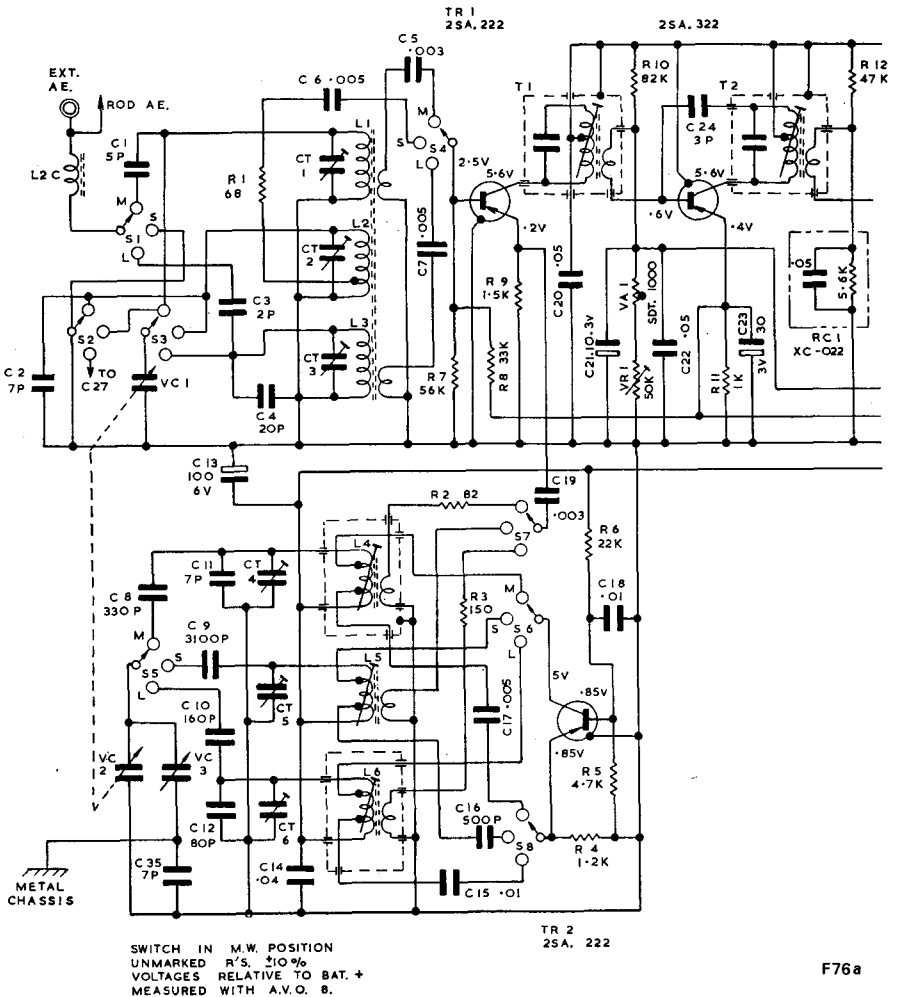 TR 1
2SA. 222
2SA. 322
C 5
.003
C 6 .005
R 10
82K
R 12
47 K
EXT.
AE.
ROD AE.
T 1
T 2
C 1
5 P
L 1
M
S
S 4
L
C 24
3 P
L2 C
CT
1
R 1
68
2.5V
5.6V
5.6V
M
S
S 1
L
L 2
.005
C 7
.2V
.6V
.4V
CT
2
C 3
2 P
R 9
1.5K
C 20 .05
VA 1
SDT. 1000
.05
5.6K
RC 1
XC-022
L 3
S 2
S 3
CT
3
C21.10.3v
C 22 .05
C 23
30
3V
C 2
7P
TO
C 27
VC 1
R 7
56K
R 8 33K
VR 1
50K
R 11
1K
C 4
20P
C 13
100
6 V
R 2 82
C 19
.003
S 7
R 6
22K
L 4
C 11
7P
CT
4
C 8
330 P
M
R 3
150
C 18
.01
C 9
3100P
S
S 6
L
M
S
S 5
L
L 5
5V
.85V
C 10
160P
CT
5
C 17 .005
.85V
VC
2
VC
3
L 6
R 5
4.7K
C 16
500P
C 12
80P
CT
6
M
S 8
R 4
1.2K
C 35
7P
C 14
.04
C 15 .01
METAL
CHASSIS
TR 2
2SA. 222
SWITCH IN M.W. POSITION
UNMARKED R'S. ±10%
VOLTAGES RELATIVE TO BAT. +
MEASURED WITH A.V.O. 8.
F76a